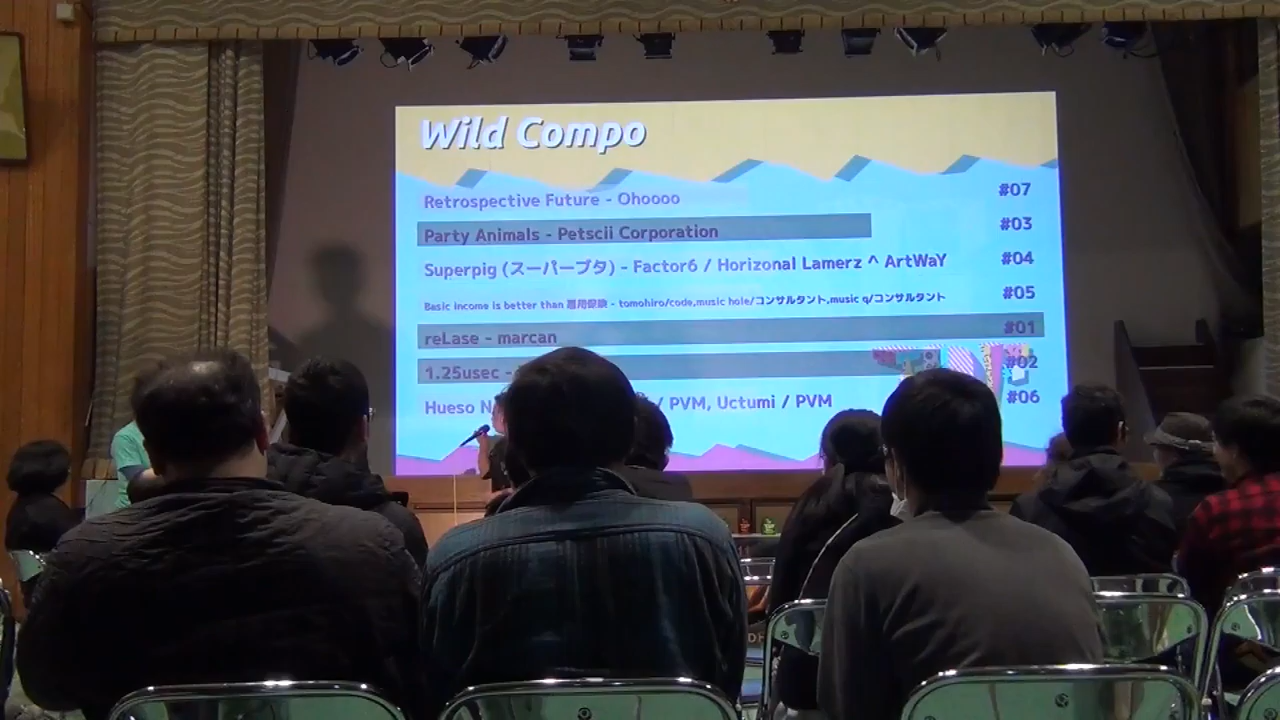 Wild Compo
Retrospective Future - Ohoooo #07
Party Animals - Petscii Corporation #03
Superpig (スーパーブタ) - Factor6 / Horizonal Lamerz ^ ArtWaY #04
Basic income is better than 雇用保険 - tomohiro/code,music hole/コンサルタント,music q/コンサルタント #05
reLase - marcan #01
1.25usec - #02
Hueso / PVM, Uctumi / PVM #06